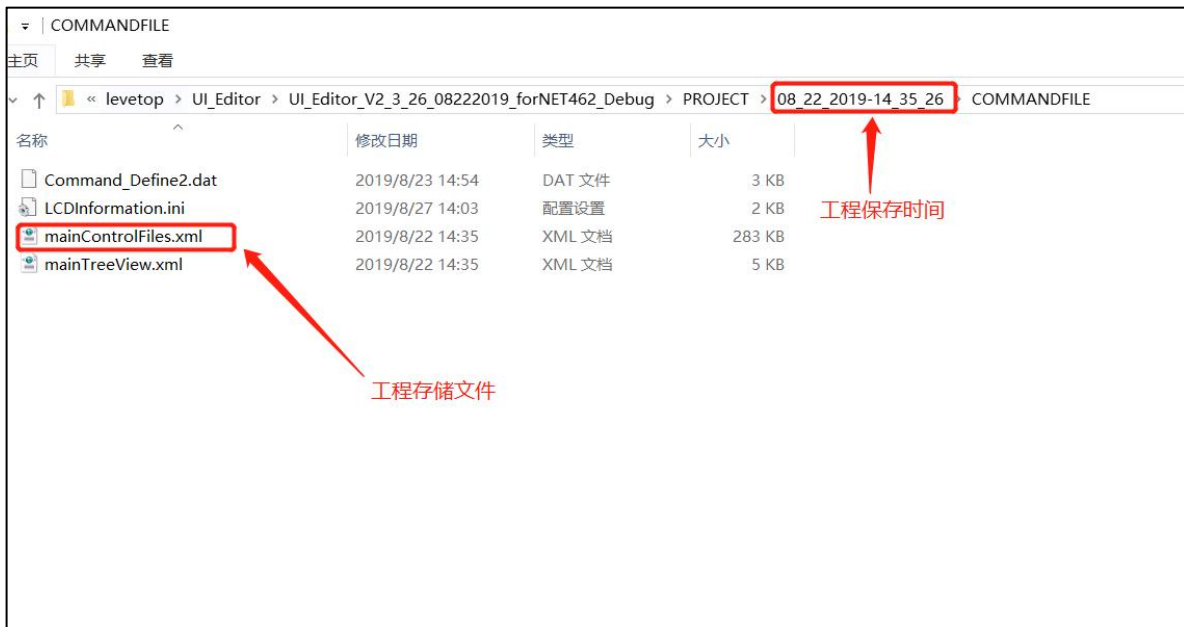 COMMANDFILE
主页 共享 查看
« levetop > UI_Editor > UI_Editor_V2_3_26_08222019_forNET462_Debug > PROJECT > 08_22_2019-14_35_26 > COMMANDFILE
名称 修改日期 类型 大小
Command_Define2.dat 2019/8/23 14:54 DAT 文件 3 KB
LCDInformation.ini 2019/8/27 14:03 配置设置 2 KB
工程保存时间
mainControlFiles.xml 2019/8/22 14:35 XML 文档 283 KB
mainTreeView.xml 2019/8/22 14:35 XML 文档 5 KB
工程存储文件